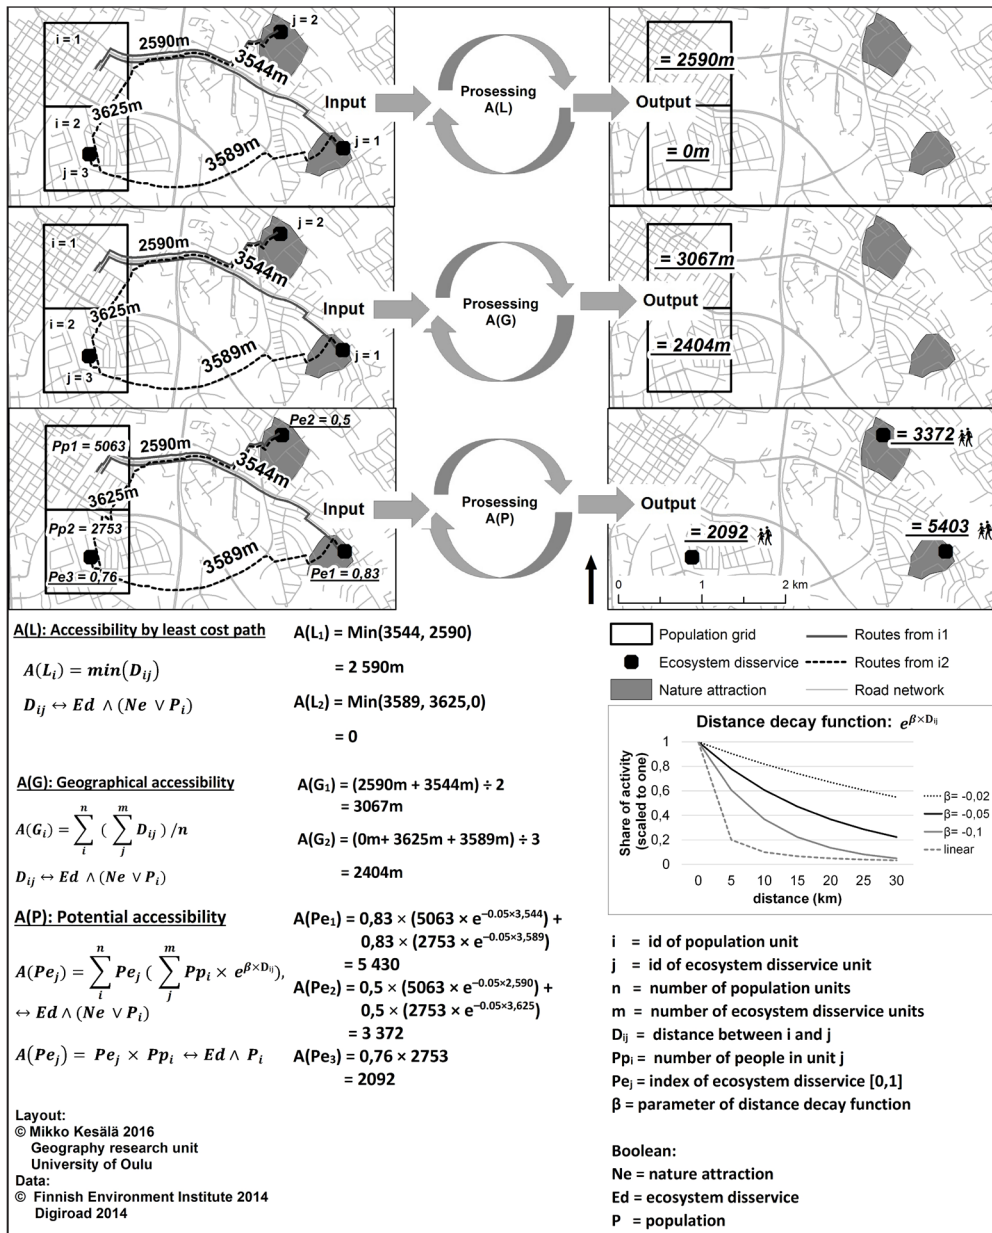 i = 1
2590m
j = 2
3544m
3625m
i = 2
3589m
j = 3
j = 1
Input
Prosessing
A(L)
Output
= 2590m
= 0m
i = 1
2590m
j = 2
3544m
3625m
i = 2
3589m
j = 3
j = 1
Input
Prosessing
A(G)
Output
= 3067m
= 2404m
Pe2 = 0,5
Pp1 = 5063
2590m
3544m
3625m
Pp2 = 2753
3589m
Pe3 = 0,76
Pe1 = 0,83
Input
Prosessing
A(P)
Output
= 3372
= 2092
= 5403
0 1 2 km
A(L): Accessibility by least cost path
A(Lᵢ) = min(Dᵢⱼ)
Dᵢⱼ ↔ Ed ∧ (Ne ∨ Pᵢ)
A(L₁) = Min(3544, 2590)
= 2 590m
A(L₂) = Min(3589, 3625,0)
= 0
A(G): Geographical accessibility
A(Gᵢ) = ∑ⁿᵢ ( ∑ᵐⱼ Dᵢⱼ ) /n
Dᵢⱼ ↔ Ed ∧ (Ne ∨ Pᵢ)
A(G₁) = (2590m + 3544m) ÷ 2
= 3067m
A(G₂) = (0m+ 3625m + 3589m) ÷ 3
= 2404m
A(P): Potential accessibility
A(Peⱼ) = ∑ⁿᵢ Peⱼ ( ∑ᵐⱼ Ppᵢ × e^{β×Dᵢⱼ}),
↔ Ed ∧ (Ne ∨ Pᵢ)
A(Peⱼ) = Peⱼ × Ppᵢ ↔ Ed ∧ Pᵢ
A(Pe₁) = 0,83 × (5063 × e^{−0.05×3,544}) +
0,83 × (2753 × e^{−0.05×3,589})
= 5 430
A(Pe₂) = 0,5 × (5063 × e^{−0.05×2,590}) +
0,5 × (2753 × e^{−0.05×3,625})
= 3 372
A(Pe₃) = 0,76 × 2753
= 2092
Layout:
© Mikko Kesälä 2016
Geography research unit
University of Oulu
Data:
© Finnish Environment Institute 2014
Digiroad 2014
Population grid
Ecosystem disservice
Nature attraction
Routes from i1
Routes from i2
Road network
Distance decay function: e^{β×Dᵢⱼ}
Share of activity
(scaled to one)
1
0,8
0,6
0,4
0,2
0
0 5 10 15 20 25 30
distance (km)
β= -0,02
β= -0,05
β= -0,1
linear
i = id of population unit
j = id of ecosystem disservice unit
n = number of population units
m = number of ecosystem disservice units
Dᵢⱼ = distance between i and j
Ppᵢ = number of people in unit j
Peⱼ = index of ecosystem disservice [0,1]
β = parameter of distance decay function
Boolean:
Ne = nature attraction
Ed = ecosystem disservice
P = population